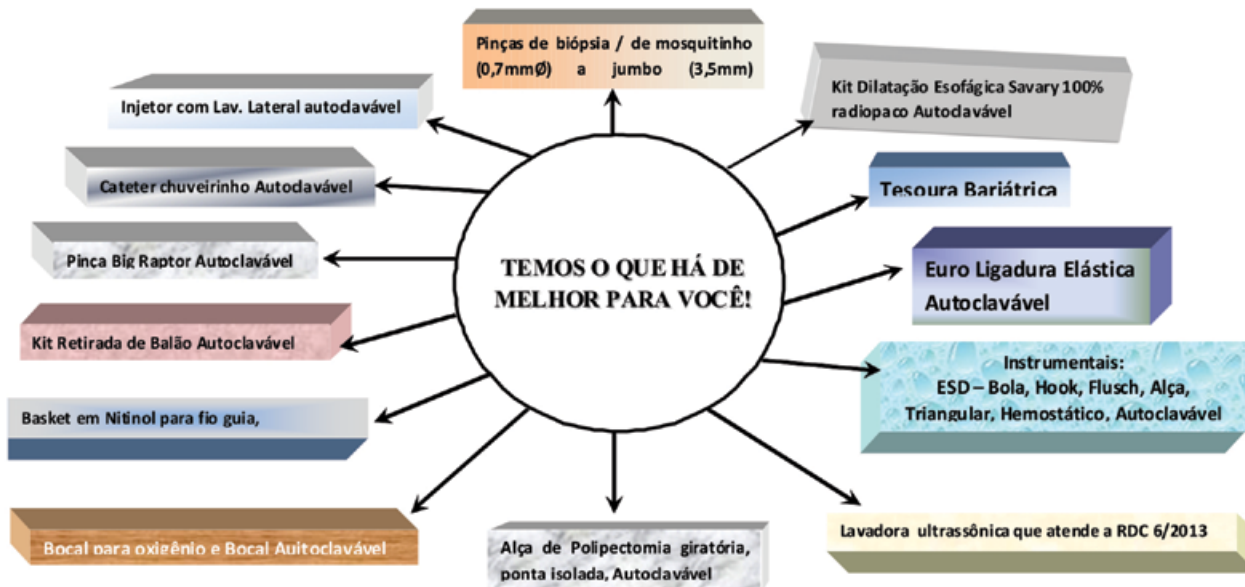 Pinças de biópsia / de mosquitinho
(0,7mmØ) a jumbo (3,5mm)
Kit Dilatação Esofágica Savary 100%
radiopaco Autoclavável
Injetor com Lav. Lateral autoclavável
Cateter chuveirinho Autoclavável
Tesoura Bariátrica
Pinça Big Raptor Autoclavável
TEMOS O QUE HÁ DE
MELHOR PARA VOCÊ!
Euro Ligadura Elástica
Autoclavável
Kit Retirada de Balão Autoclavável
Instrumentais:
ESD – Bola, Hook, Flusch, Alça,
Triangular, Hemostático, Autoclavável
Basket em Nitinol para fio guia,
Bocal para oxigênio e Bocal Auitoclavável
Alça de Polipectomia giratória,
ponta isolada, Autoclavável
Lavadora ultrassônica que atende a RDC 6/2013